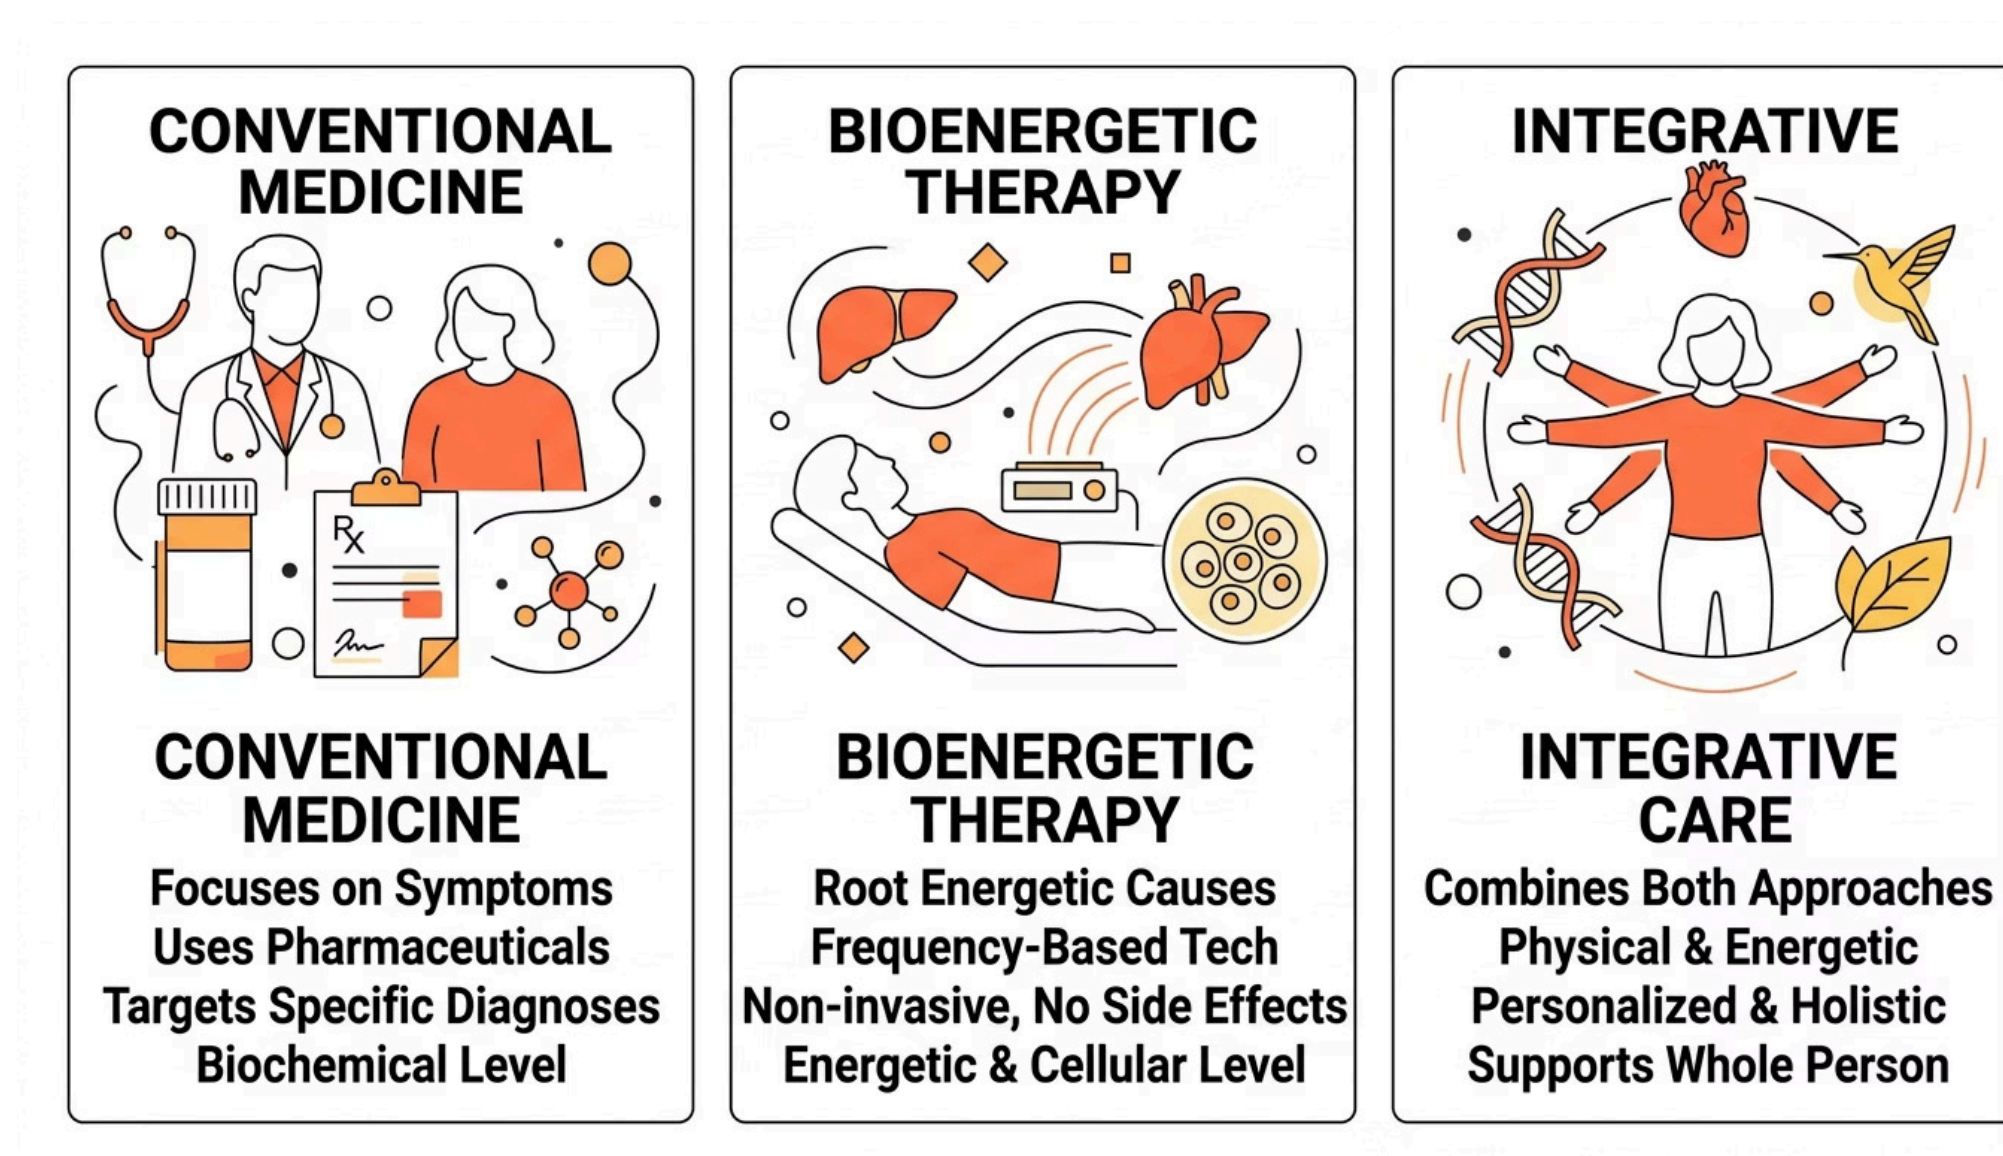 CONVENTIONAL
MEDICINE
Rx
CONVENTIONAL
MEDICINE
Focuses on Symptoms
Uses Pharmaceuticals
Targets Specific Diagnoses
Biochemical Level
BIOENERGETIC
THERAPY
BIOENERGETIC
THERAPY
Root Energetic Causes
Frequency-Based Tech
Non-invasive, No Side Effects
Energetic & Cellular Level
INTEGRATIVE
INTEGRATIVE
CARE
Combines Both Approaches
Physical & Energetic
Personalized & Holistic
Supports Whole Person